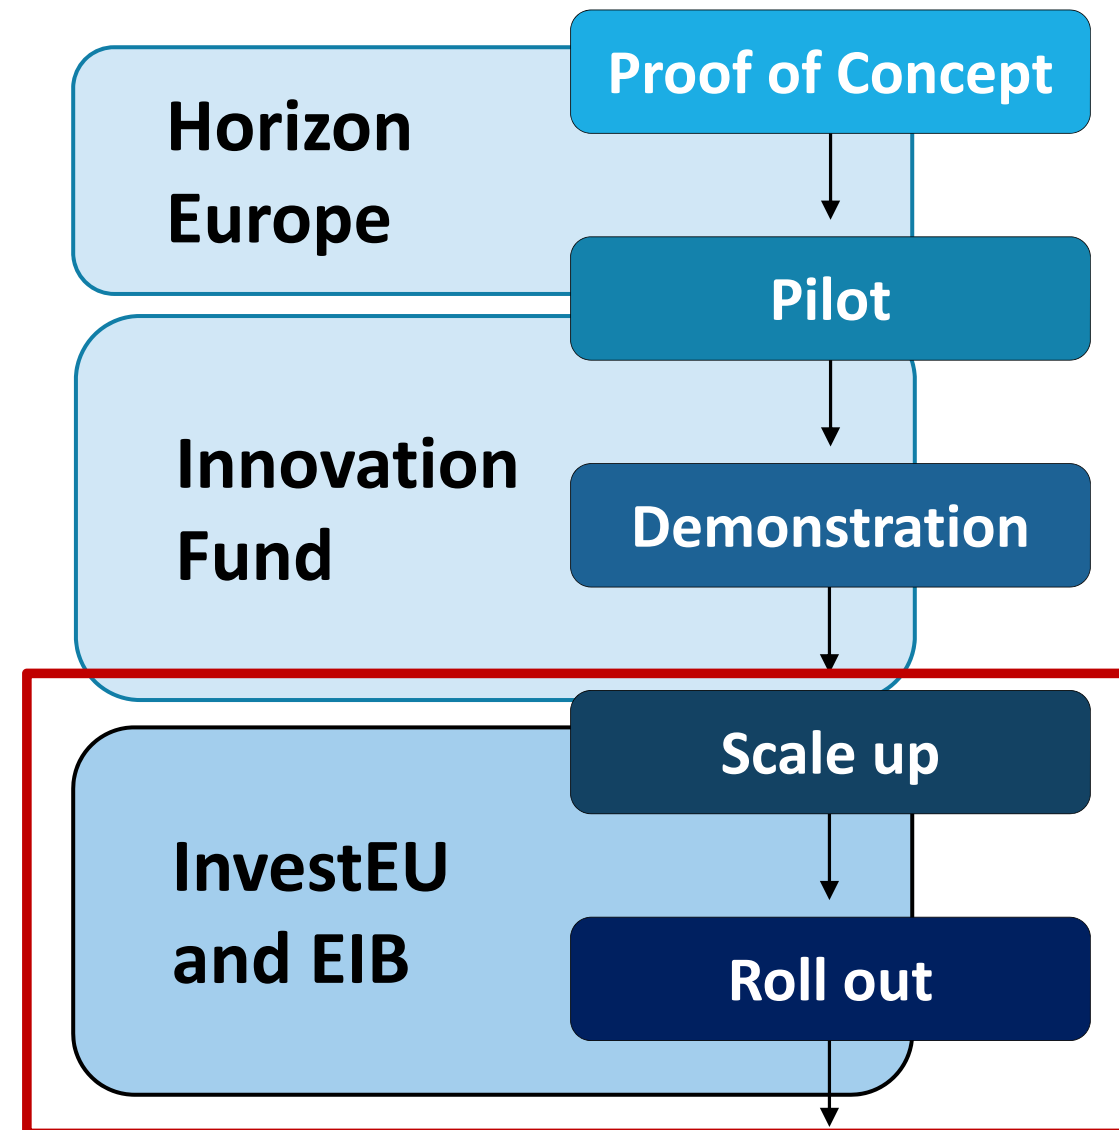 Proof of Concept
Horizon
Europe
Pilot
Innovation
Fund
Demonstration
Scale up
InvestEU
and EIB
Roll out